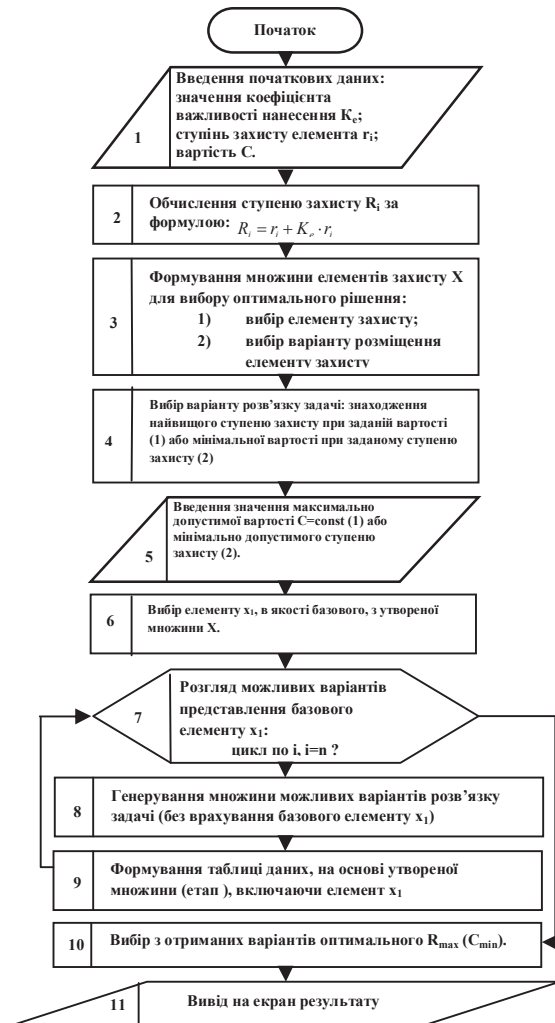 Початок
Введення початкових даних:
значення коефіцієнта
важливості нанесення Kₑ;
ступінь захисту елемента rᵢ;
вартість С.
1
2
Обчислення ступеню захисту Rᵢ за
формулою: Rᵢ = rᵢ + Kₑ · rᵢ
3
Формування множини елементів захисту X
для вибору оптимального рішення:
1) вибір елементу захисту;
2) вибір варіанту розміщення
елементу захисту
4
Вибір варіанту розв’язку задачі: знаходження
найвищого ступеню захисту при заданій вартості
(1) або мінімальної вартості при заданому ступеню
захисту (2)
Введення значення максимально
допустимої вартості C=const (1) або
мінімально допустимого ступеню
захисту (2).
5
6
Вибір елементу x₁, в якості базового, з утвореної
множини X.
7
Розгляд можливих варіантів
представлення базового
елементу x₁:
цикл по i, i=n ?
8
Генерування множини можливих варіантів розв’язку
задачі (без врахування базового елементу x₁)
9
Формування таблиці даних, на основі утвореної
множини (етап ), включаючи елемент x₁
10
Вибір з отриманих варіантів оптимального Rmax (Cmin).
11
Вивід на екран результату